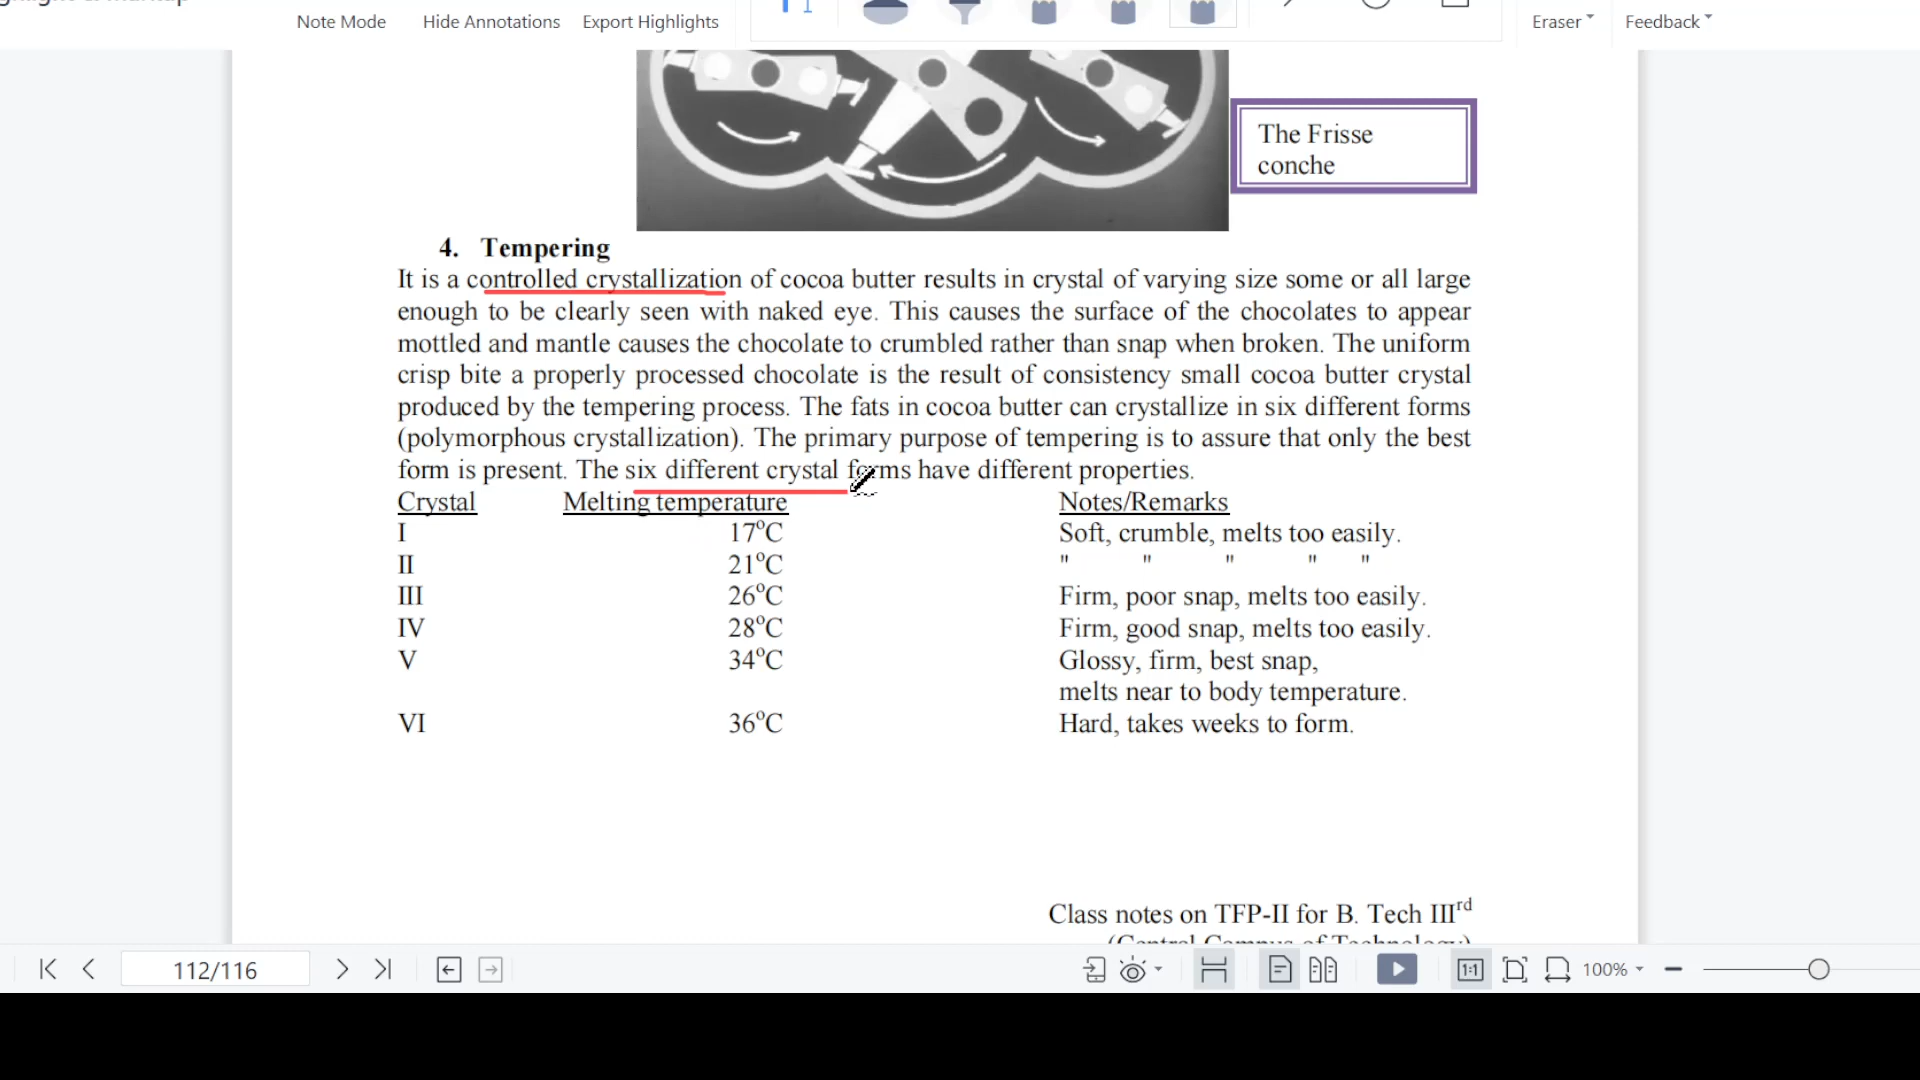 Note Mode Hide Annotations Export Highlights Eraser Feedback
The Frisse
conche
4. Tempering
It is a controlled crystallization of cocoa butter results in crystal of varying size some or all large
enough to be clearly seen with naked eye. This causes the surface of the chocolates to appear
mottled and mantle causes the chocolate to crumbled rather than snap when broken. The uniform
crisp bite a properly processed chocolate is the result of consistency small cocoa butter crystal
produced by the tempering process. The fats in cocoa butter can crystallize in six different forms
(polymorphous crystallization). The primary purpose of tempering is to assure that only the best
form is present. The six different crystal forms have different properties.
Crystal Melting temperature Notes/Remarks
I 17°C Soft, crumble, melts too easily.
II 21°C " " " " "
III 26°C Firm, poor snap, melts too easily.
IV 28°C Firm, good snap, melts too easily.
V 34°C Glossy, firm, best snap,
melts near to body temperature.
VI 36°C Hard, takes weeks to form.
Class notes on TFP-II for B. Tech IIIrd
(Central Campus of Technology)
112/116 1:1 100%